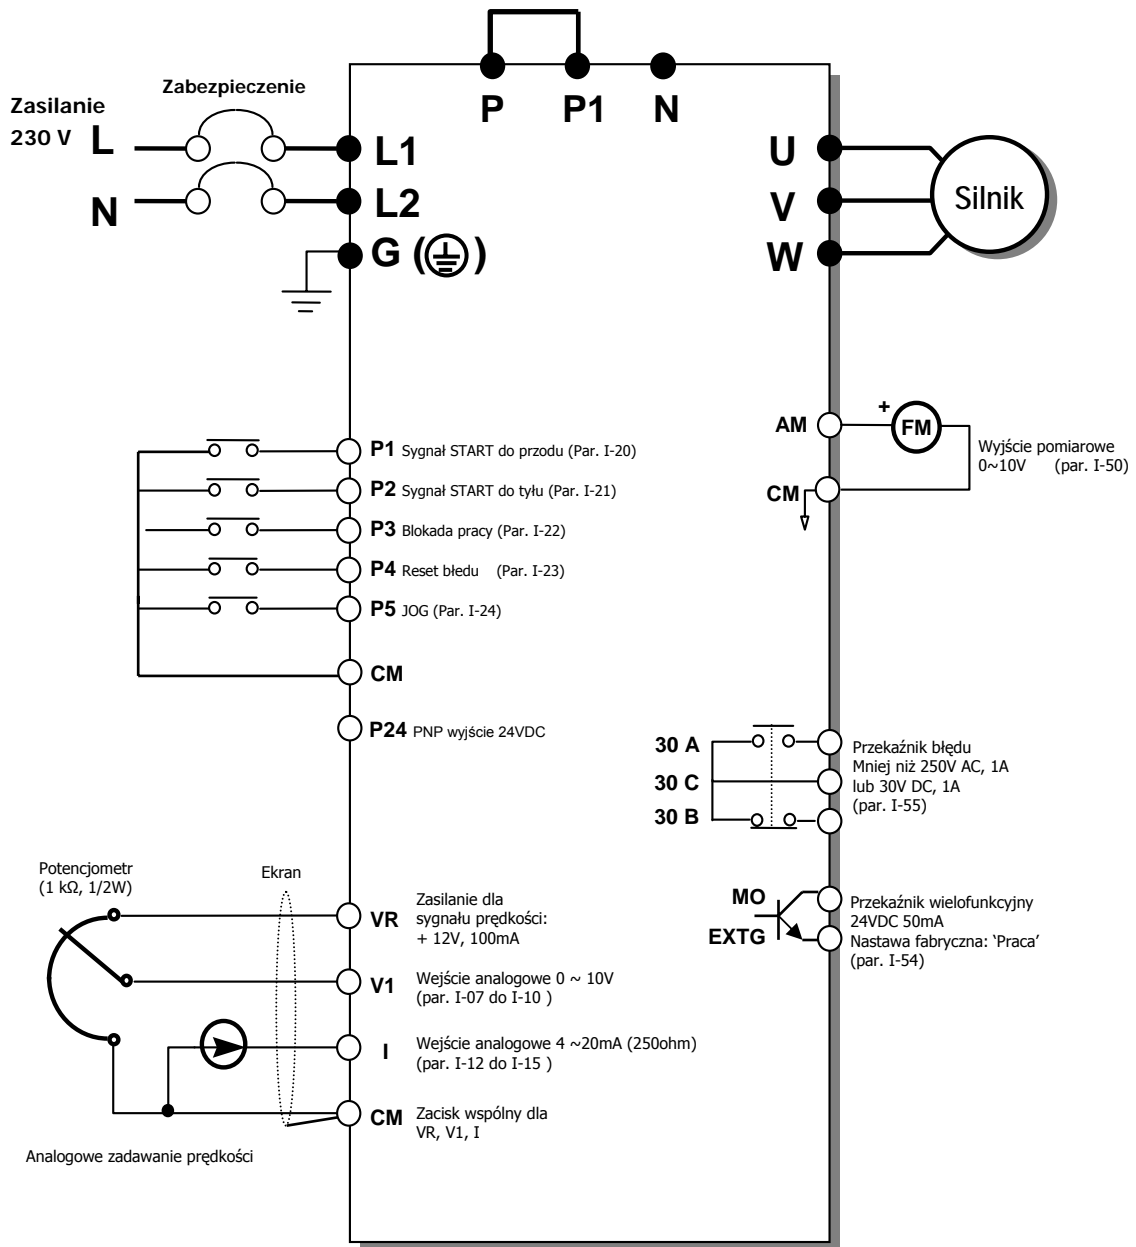 P P1 N
Zabezpieczenie
Zasilanie
230 V L
L1
N
L2
G ( )
U
V
W
Silnik
P1 Sygnał START do przodu (Par. I-20)
P2 Sygnał START do tyłu (Par. I-21)
P3 Blokada pracy (Par. I-22)
P4 Reset błedu (Par. I-23)
P5 JOG (Par. I-24)
CM
P24 PNP wyjście 24VDC
AM
+
FM
CM
Wyjście pomiarowe
0~10V (par. I-50)
30 A
30 C
30 B
Przekaźnik błędu
Mniej niż 250V AC, 1A
lub 30V DC, 1A
(par. I-55)
MO
EXTG
Przekaźnik wielofunkcyjny
24VDC 50mA
Nastawa fabryczna: ‘Praca’
(par. I-54)
Potencjometr
(1 kΩ, 1/2W)
Ekran
VR
Zasilanie dla
sygnału prędkości:
+ 12V, 100mA
V1
Wejście analogowe 0 ~ 10V
(par. I-07 do I-10 )
I
Wejście analogowe 4 ~20mA (250ohm)
(par. I-12 do I-15 )
CM
Zacisk wspólny dla
VR, V1, I
Analogowe zadawanie prędkości